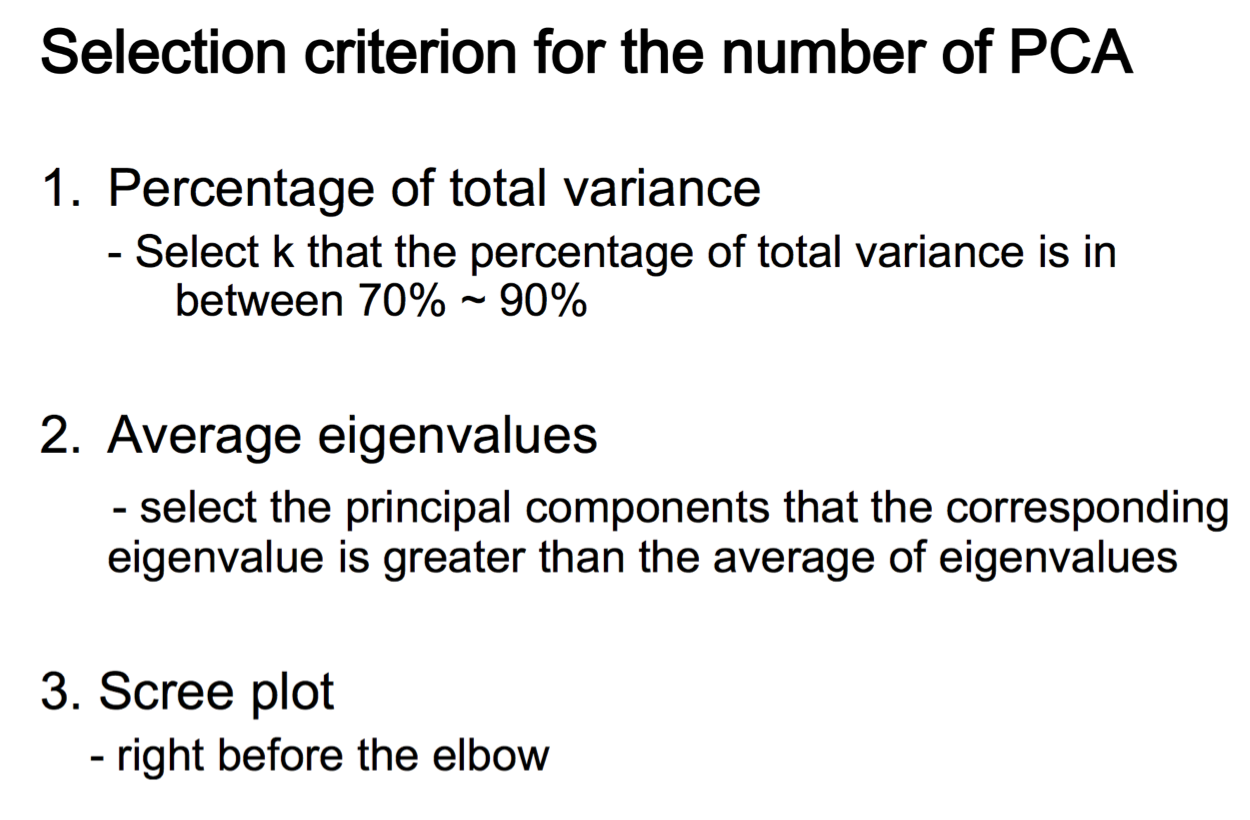 Selection criterion for the number of PCA
1. Percentage of total variance
- Select k that the percentage of total variance is in
between 70% ~ 90%
2. Average eigenvalues
- select the principal components that the corresponding
eigenvalue is greater than the average of eigenvalues
3. Scree plot
- right before the elbow